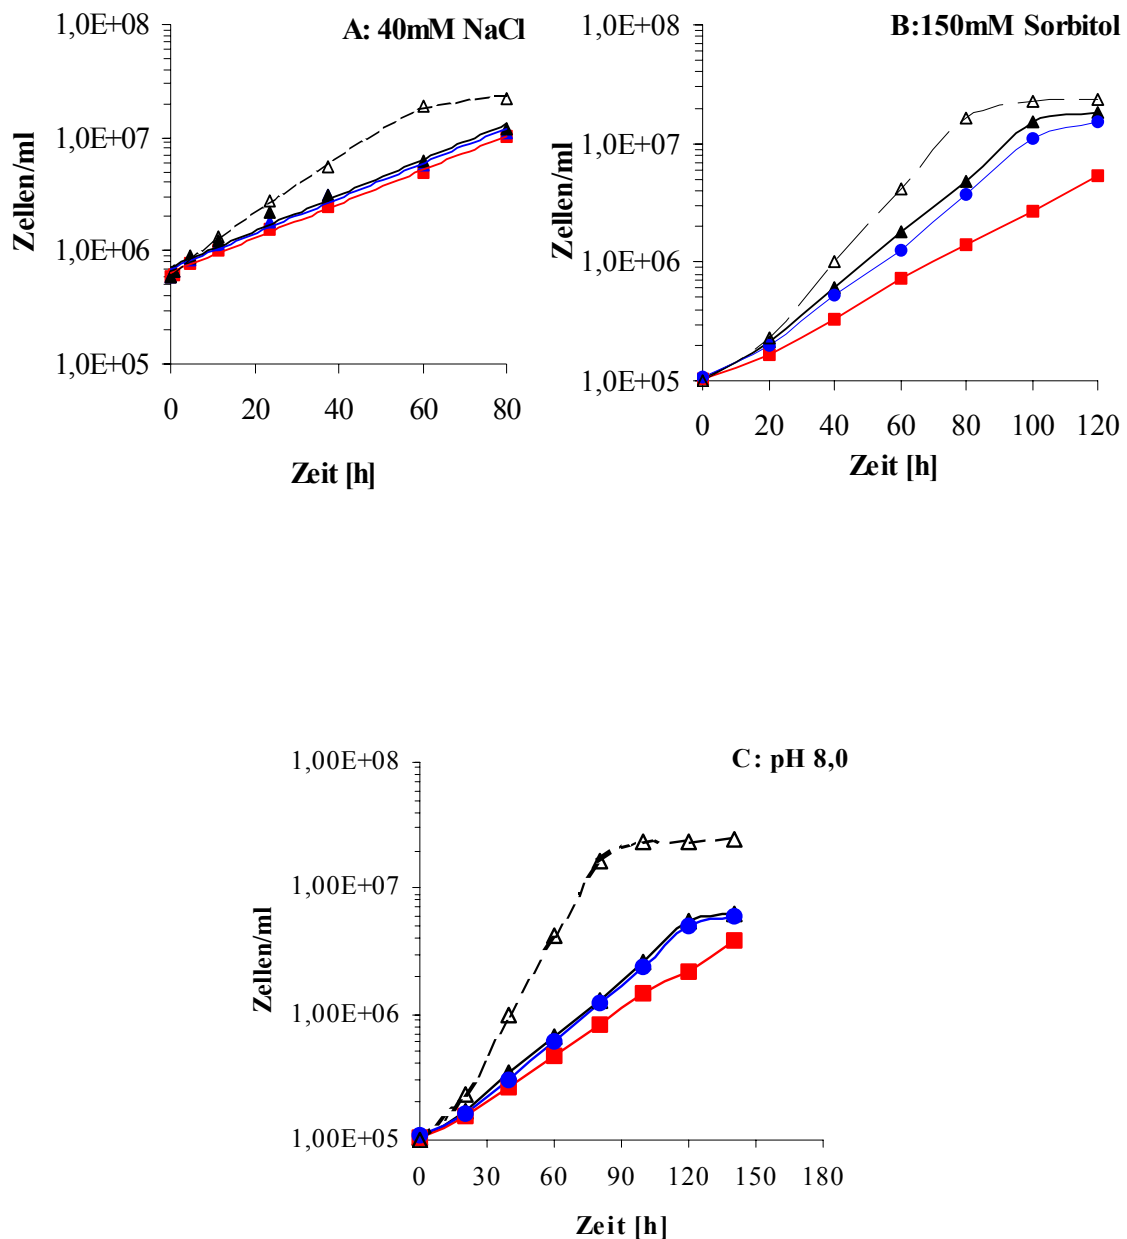 A: 40mM NaCl
1,0E+08
1,0E+07
1,0E+06
1,0E+05
Zellen/ml
0 20 40 60 80
Zeit [h]
B:150mM Sorbitol
1,0E+08
1,0E+07
1,0E+06
1,0E+05
Zellen/ml
0 20 40 60 80 100 120
Zeit [h]
C: pH 8,0
1,00E+08
1,00E+07
1,00E+06
1,00E+05
Zellen/ml
0 30 60 90 120 150 180
Zeit [h]